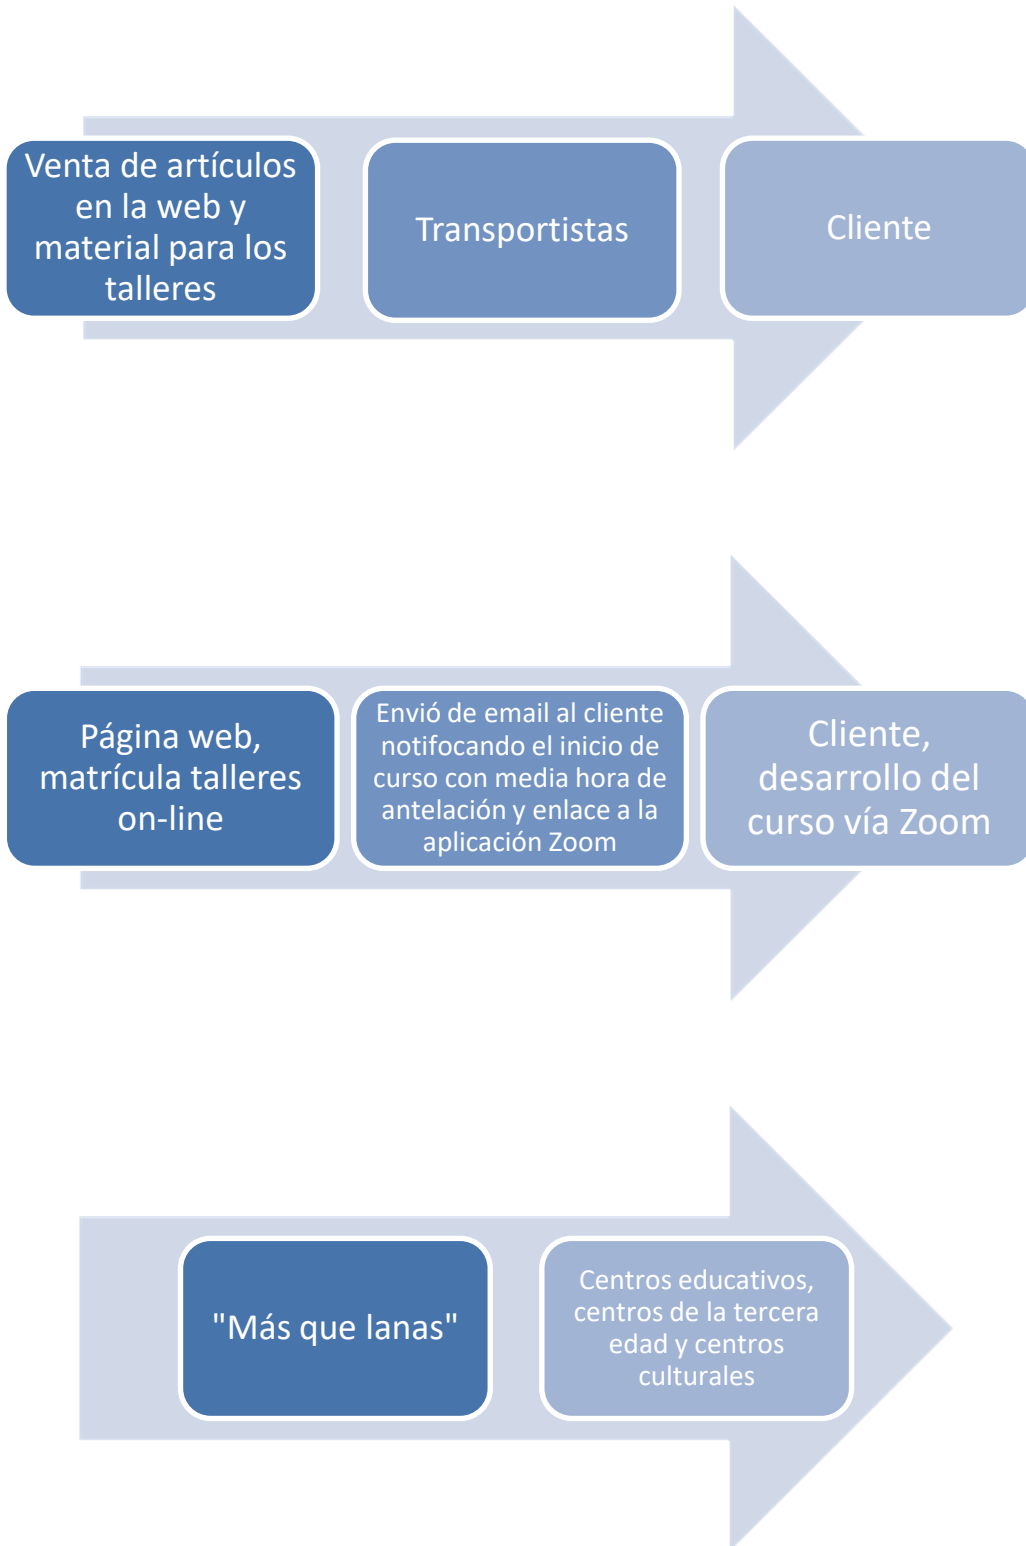 Venta de artículos
en la web y
material para los
talleres
Transportistas
Cliente
Página web,
matrícula talleres
on-line
Envió de email al cliente
notifocando el inicio de
curso con media hora de
antelación y enlace a la
aplicación Zoom
Cliente,
desarrollo del
curso vía Zoom
"Más que lanas"
Centros educativos,
centros de la tercera
edad y centros
culturales